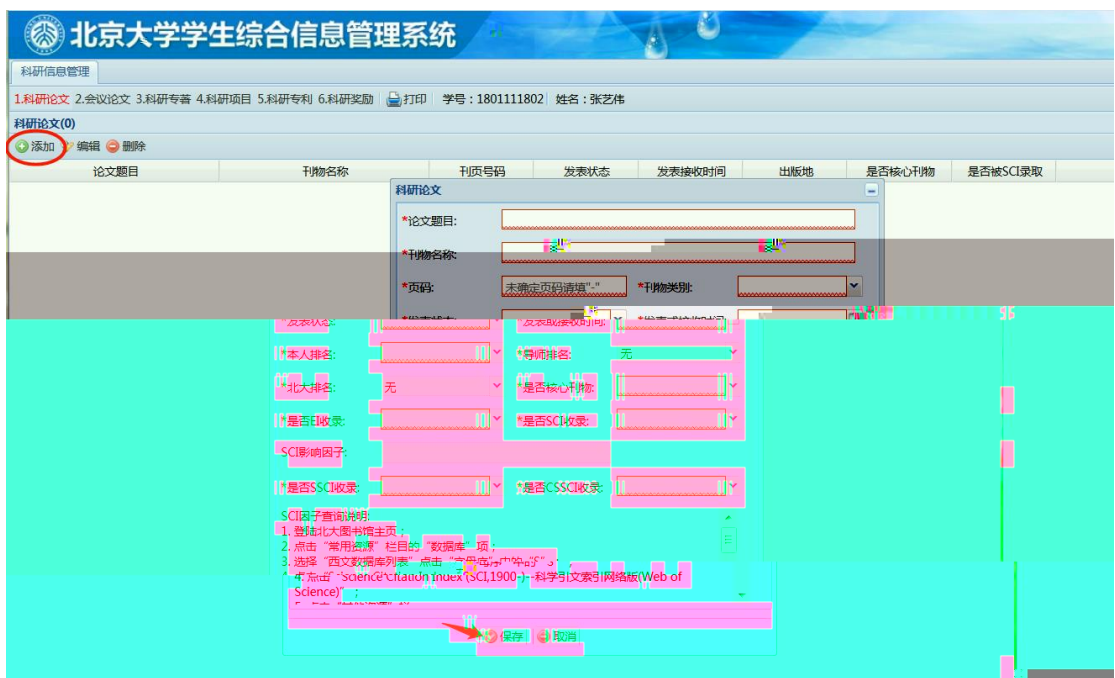 北京大学学生综合信息管理系统
科研信息管理
1.科研论文 2.会议论文 3.科研专著 4.科研项目 5.科研专利 6.科研奖励 打印 学号：1801111802 姓名：张艺伟
科研论文(0)
添加 编辑 删除
论文题目 刊物名称 刊页号码 发表状态 发表接收时间 出版地 是否核心刊物 是否被SCI录取
科研论文
*论文题目:
*刊物名称:
*页码: 未确定页码请填"-" *刊物类别:
*发表状态: *发表或接收时间:
*本人排名: *导师排名: 无
*北大排名: 无 *是否核心刊物:
*是否EI收录: *是否SCI收录:
SCI影响因子:
*是否SSCI收录: *是否CSSCI收录:
SCI因子查询说明:
1. 登陆北大图书馆主页；
2. 点击“常用资源”栏目的“数据库”项；
3. 选择“西文数据库列表”点击
4. 点击“Science Citation Index (SCI,1900-)--科学引文索引网络版(Web of
Science)”；
保存 取消